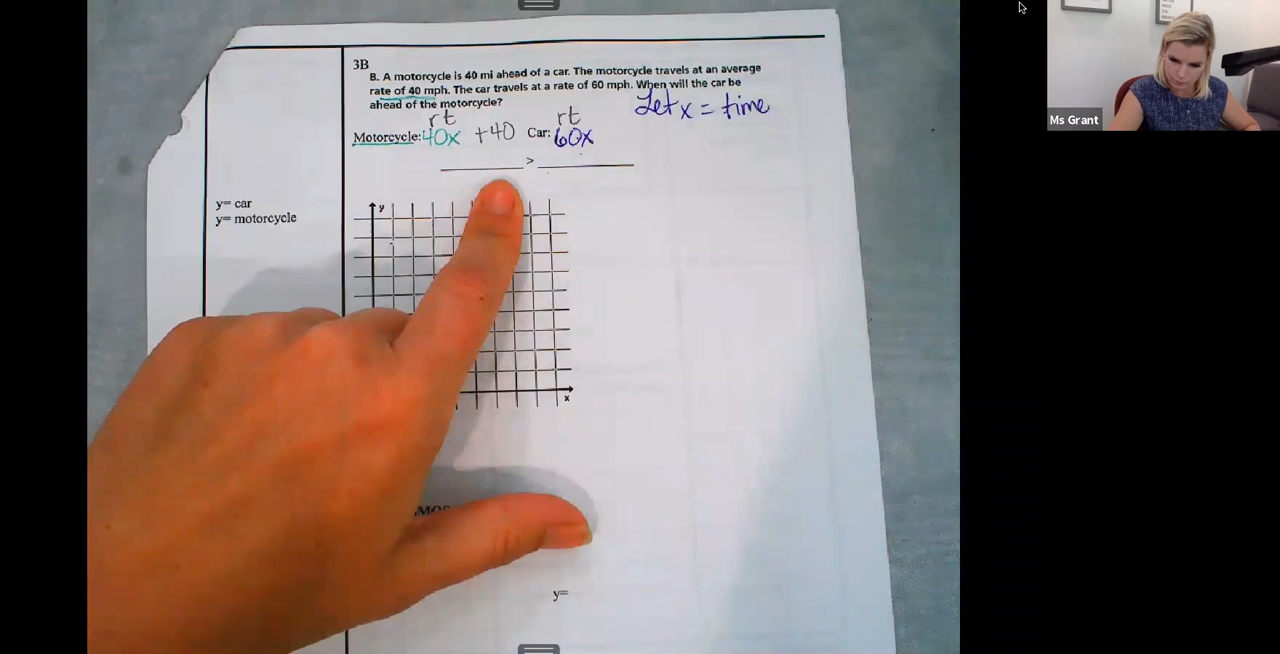 3B
B. A motorcycle is 40 mi ahead of a car. The motorcycle travels at an average
rate of 40 mph. The car travels at a rate of 60 mph. When will the car be
ahead of the motorcycle?
Let x = time
rt rt
Motorcycle: 40x +40 Car: 60x
>
y= car
y= motorcycle
y
x
y=
Ms Grant